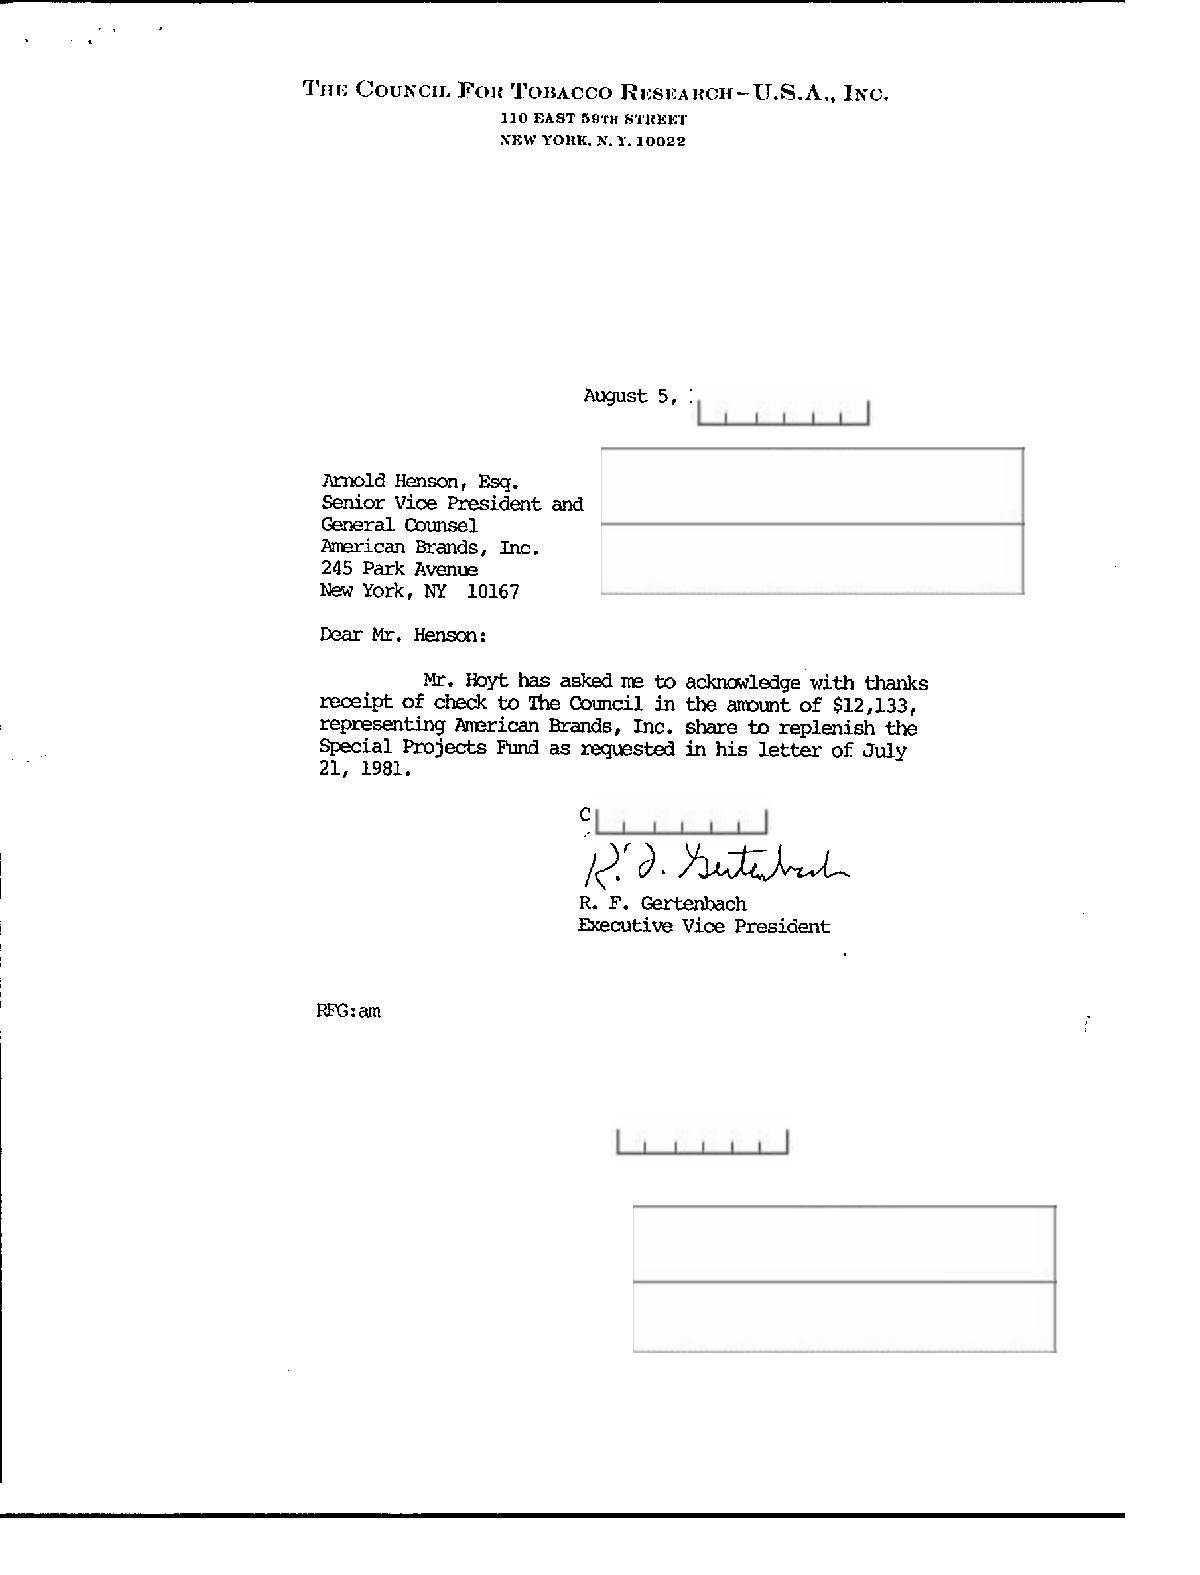 THE COUNCIL FOR TOBACCO RESEARCH-U.S.A., INC.
110 EAST 59TH STREET
NEW YORK, N. Y. 10022
August 5,
Arnold Henson, Esq.
Senior Vice President and
General Counsel
American Brands, Inc.
245 Park Avenue
New York, NY 10167
Dear Mr. Henson:
Mr. Hoyt has asked me to acknowledge with thanks
receipt of check to The Council in the amount of $12,133,
representing American Brands, Inc. share to replenish the
Special Projects Fund as requested in his letter of July
21, 1981.
C
R. F. Gertenbach
R. F. Gertenbach
Executive Vice President
RFG:am